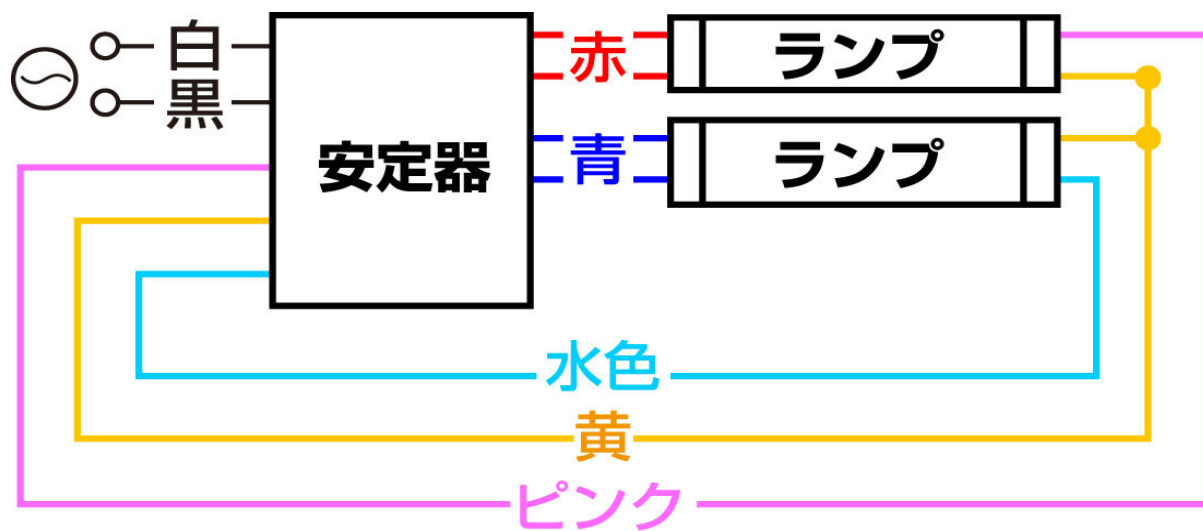 白
黒
安定器
赤
青
ランプ
ランプ
水色
黄
ピンク